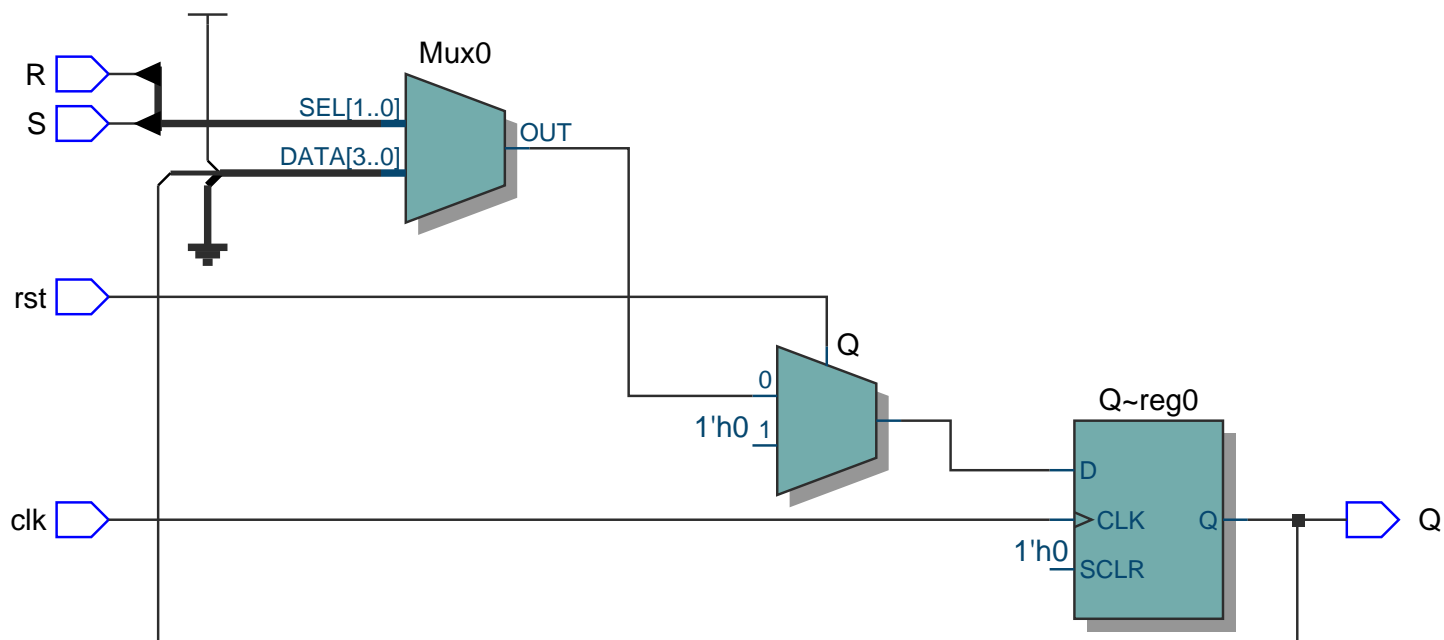 Mux0
R
S
SEL[1..0]
DATA[3..0]
OUT
rst
Q
0
1'h0 1
Q~reg0
D
clk
CLK
Q
Q
1'h0
SCLR